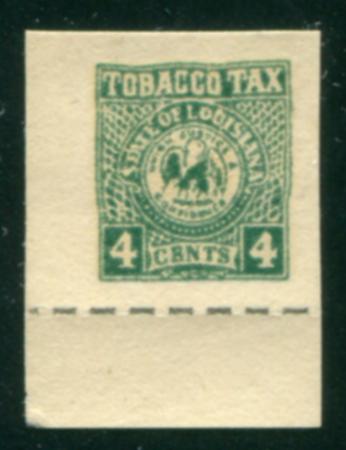 TOBACCO TAX
STATE OF LOUISIANA
4 CENTS 4